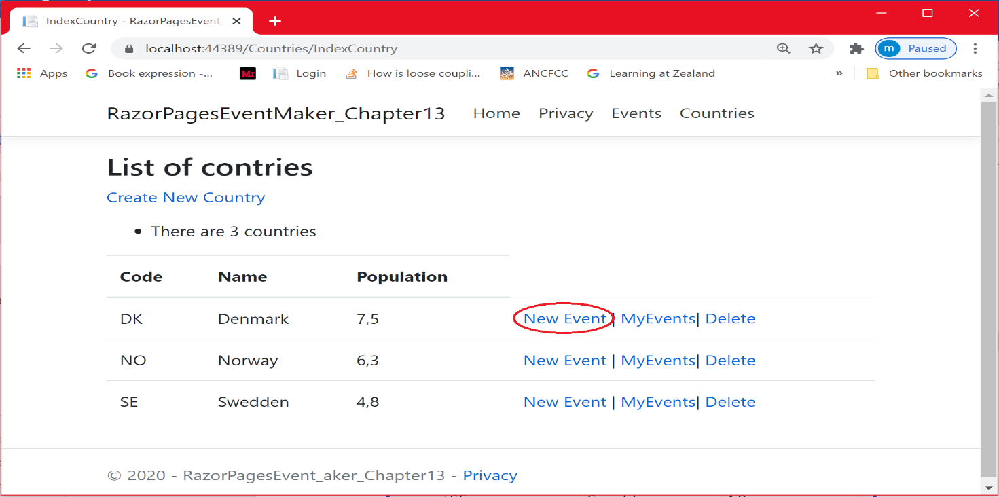 IndexCountry - RazorPagesEvent
localhost:44389/Countries/IndexCountry
m Paused
Apps Book expression -... Mr Login How is loose coupli... ANCFCC Learning at Zealand » Other bookmarks
RazorPagesEventMaker_Chapter13 Home Privacy Events Countries
List of contries
Create New Country
• There are 3 countries
Code Name Population
DK Denmark 7,5 New Event | MyEvents| Delete
NO Norway 6,3 New Event | MyEvents| Delete
SE Swedden 4,8 New Event | MyEvents| Delete
© 2020 - RazorPagesEvent_aker_Chapter13 - Privacy